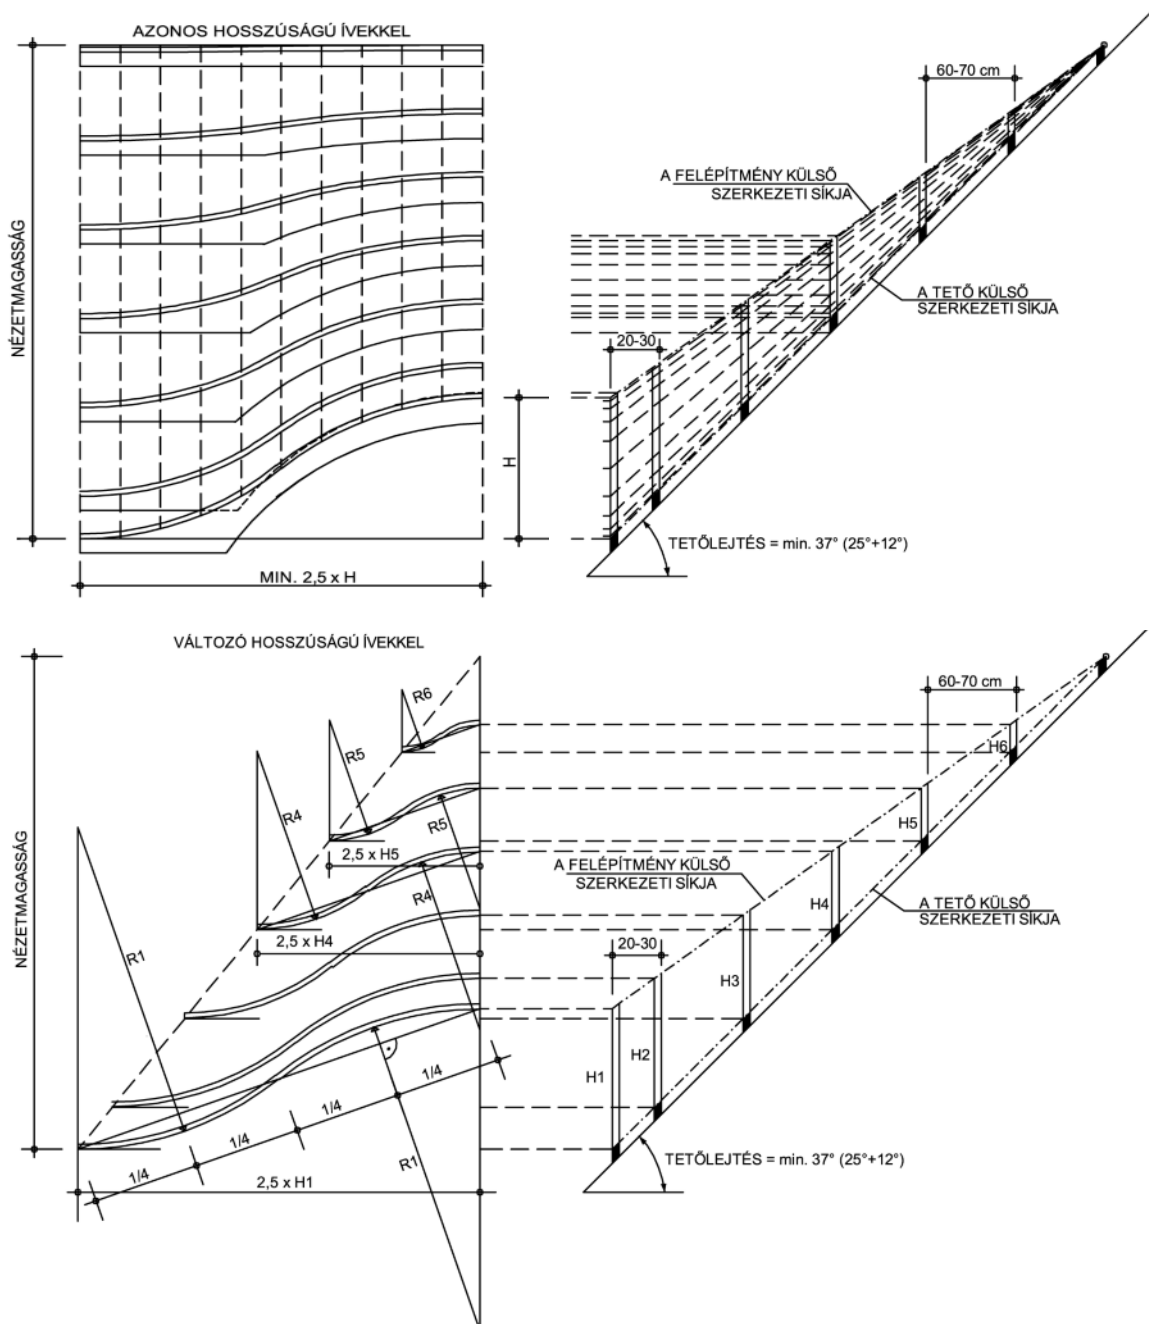 AZONOS HOSSZÚSÁGÚ ÍVEKKEL
NÉZETMAGASSÁG
60-70 cm
A FELÉPÍTMÉNY KÜLSŐ
SZERKEZETI SÍKJA
A TETŐ KÜLSŐ
SZERKEZETI SÍKJA
20-30
H
TETŐLEJTÉS = min. 37° (25°+12°)
MIN. 2,5 x H
VÁLTOZÓ HOSSZÚSÁGÚ ÍVEKKEL
NÉZETMAGASSÁG
R6
R5
R4
R1
60-70 cm
H6
H5
R5
2,5 x H5
A FELÉPÍTMÉNY KÜLSŐ
SZERKEZETI SÍKJA
R4
H4
A TETŐ KÜLSŐ
SZERKEZETI SÍKJA
2,5 x H4
20-30
H3
H2
H1
1/4
1/4
1/4
1/4
R1
TETŐLEJTÉS = min. 37° (25°+12°)
2,5 x H1